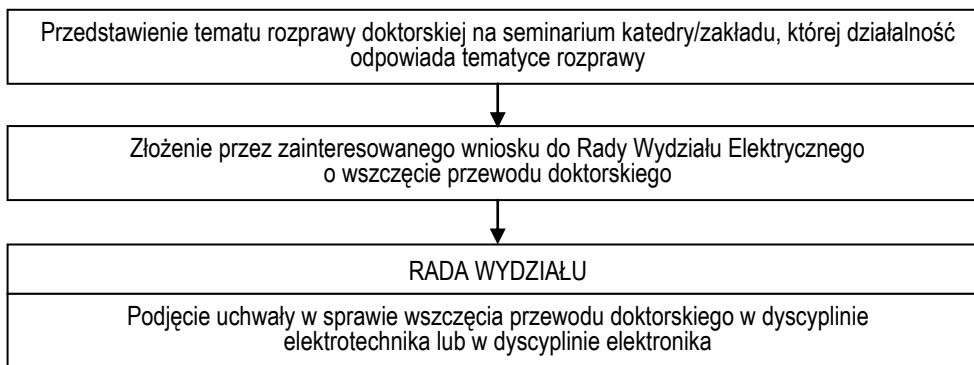 Przedstawienie tematu rozprawy doktorskiej na seminarium katedry/zakładu, której działalność
odpowiada tematyce rozprawy
Złożenie przez zainteresowanego wniosku do Rady Wydziału Elektrycznego
o wszczęcie przewodu doktorskiego
RADA WYDZIAŁU
Podjęcie uchwały w sprawie wszczęcia przewodu doktorskiego w dyscyplinie
elektrotechnika lub w dyscyplinie elektronika